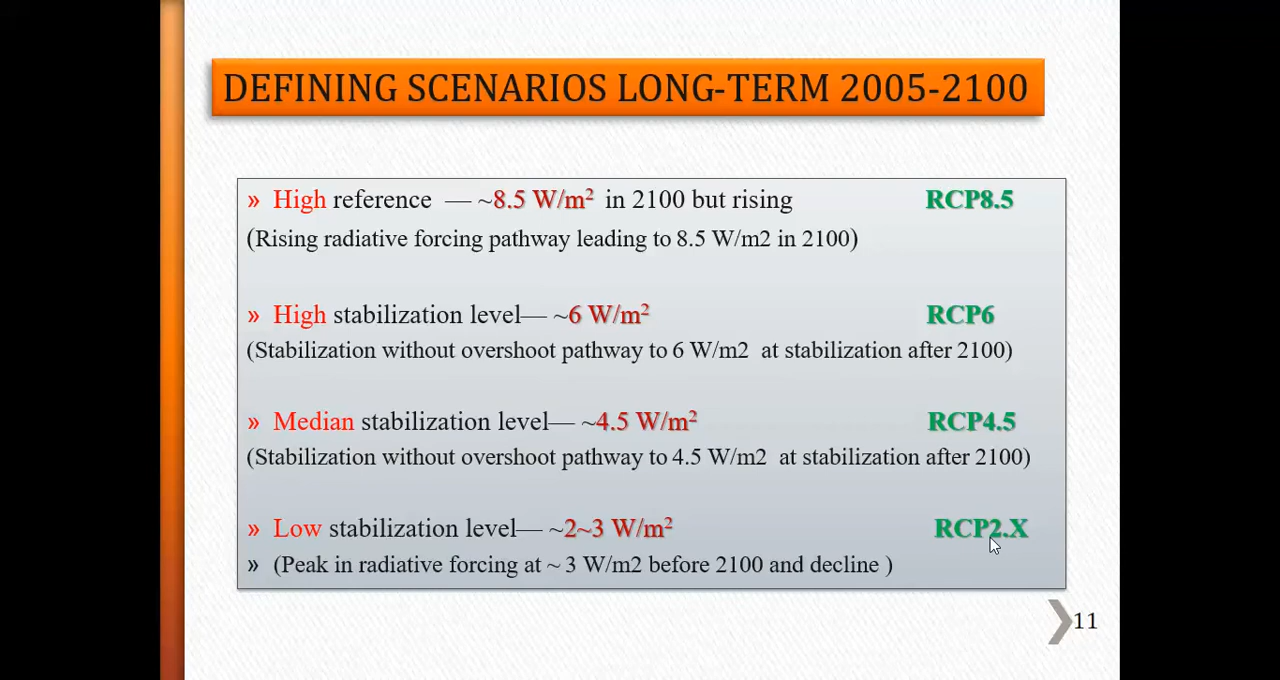 DEFINING SCENARIOS LONG-TERM 2005-2100
» High reference — ~8.5 W/m² in 2100 but rising RCP8.5
(Rising radiative forcing pathway leading to 8.5 W/m2 in 2100)
» High stabilization level— ~6 W/m² RCP6
(Stabilization without overshoot pathway to 6 W/m2 at stabilization after 2100)
» Median stabilization level— ~4.5 W/m² RCP4.5
(Stabilization without overshoot pathway to 4.5 W/m2 at stabilization after 2100)
» Low stabilization level— ~2~3 W/m² RCP2.X
» (Peak in radiative forcing at ~ 3 W/m2 before 2100 and decline )
11